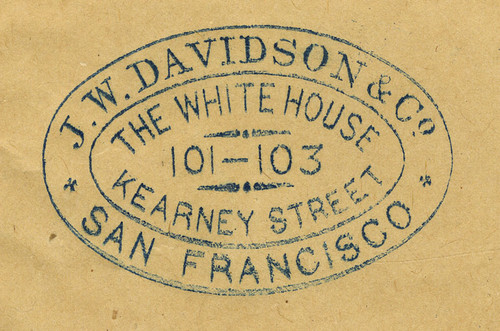 J. W. DAVIDSON & Co.
THE WHITE HOUSE
101-103
KEARNEY STREET
* SAN FRANCISCO *